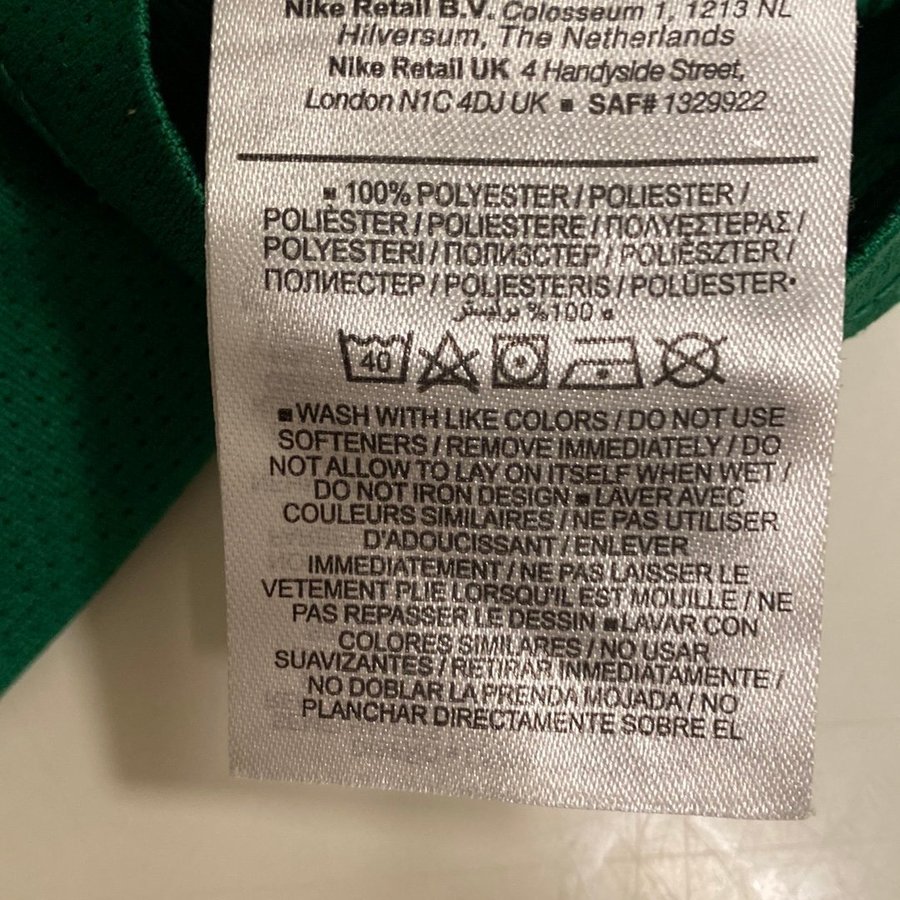 Nike Retail B.V. Colosseum 1, 1213 NL
Hilversum, The Netherlands
Nike Retail UK 4 Handyside Street,
London N1C 4DJ UK ■ SAF# 1329922
■ 100% POLYESTER / POLIESTER /
POLIÈSTER / POLIESTERE / ΠΟΛΥΕΣΤΕΡΑΣ /
POLYESTERI / ПОЛИЭСТЕР / POLIÉSZTER /
ПОЛИЕСТЕР / POLIESTERIS / POLÜESTER•
■ 100% بوليستر
40
■ WASH WITH LIKE COLORS / DO NOT USE
SOFTENERS / REMOVE IMMEDIATELY / DO
NOT ALLOW TO LAY ON ITSELF WHEN WET /
DO NOT IRON DESIGN ■ LAVER AVEC
COULEURS SIMILAIRES / NE PAS UTILISER
D'ADOUCISSANT / ENLEVER
IMMEDIATEMENT / NE PAS LAISSER LE
VETEMENT PLIE LORSQU'IL EST MOUILLE / NE
PAS REPASSER LE DESSIN ■ LAVAR CON
COLORES SIMILARES / NO USAR
SUAVIZANTES / RETIRAR INMEDIATAMENTE /
NO DOBLAR LA PRENDA MOJADA / NO
PLANCHAR DIRECTAMENTE SOBRE EL